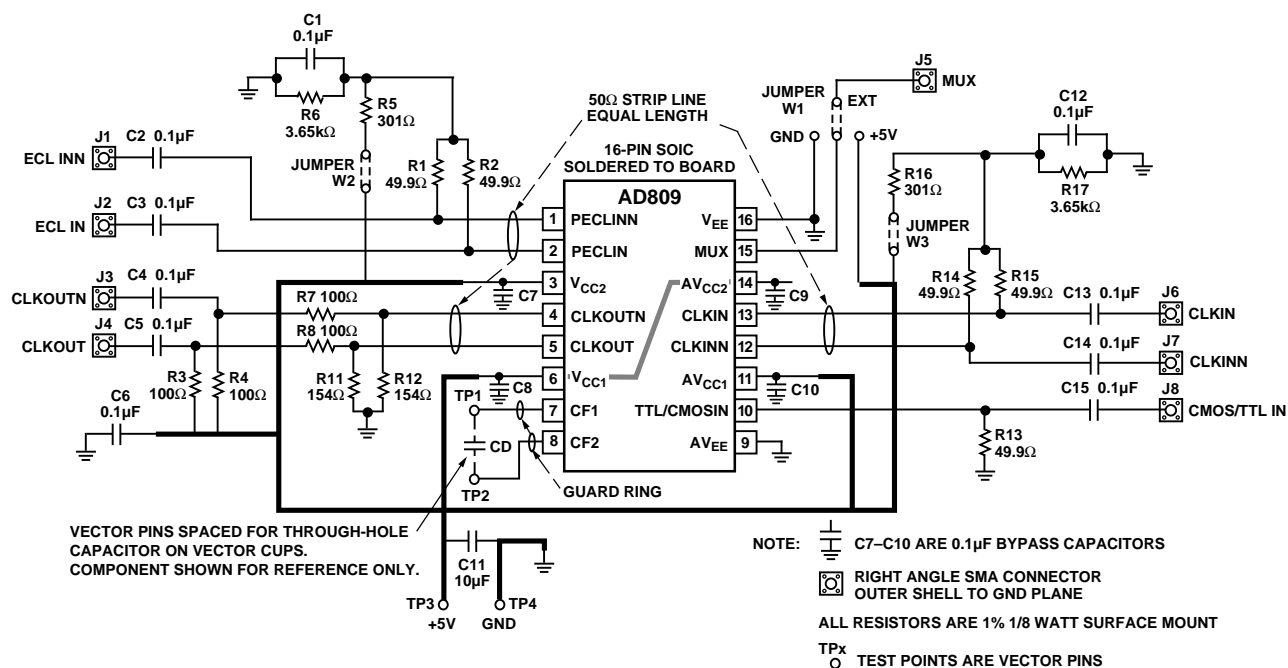 C1
0.1µF
R6
3.65kΩ
R5
301Ω
JUMPER
W2
50Ω STRIP LINE
EQUAL LENGTH
16-PIN SOIC
SOLDERED TO BOARD
R1
49.9Ω
R2
49.9Ω
J1
ECL INN
C2 0.1µF
J2
ECL IN
C3 0.1µF
J3
CLKOUTN
C4 0.1µF
J4
CLKOUT
C5 0.1µF
R7 100Ω
R8 100Ω
R3
100Ω
R4
100Ω
R11
154Ω
R12
154Ω
C6
0.1µF
C7
C8
TP1
CD
TP2
GUARD RING
AD809
1 PECLINN
2 PECLIN
3 VCC2
4 CLKOUTN
5 CLKOUT
6 VCC1
7 CF1
8 CF2
VEE 16
MUX 15
AVCC2 14
CLKIN 13
CLKINN 12
AVCC1 11
TTL/CMOSIN 10
AVEE 9
J5
MUX
JUMPER
W1
EXT
GND
+5V
C12
0.1µF
R17
3.65kΩ
R16
301Ω
JUMPER
W3
R14
49.9Ω
R15
49.9Ω
C9
C10
C13 0.1µF
J6
CLKIN
C14 0.1µF
J7
CLKINN
C15 0.1µF
J8
CMOS/TTL IN
R13
49.9Ω
VECTOR PINS SPACED FOR THROUGH-HOLE
CAPACITOR ON VECTOR CUPS.
COMPONENT SHOWN FOR REFERENCE ONLY.
C11
10µF
TP3
+5V
TP4
GND
NOTE: C7–C10 ARE 0.1µF BYPASS CAPACITORS
RIGHT ANGLE SMA CONNECTOR
OUTER SHELL TO GND PLANE
ALL RESISTORS ARE 1% 1/8 WATT SURFACE MOUNT
TPx
TEST POINTS ARE VECTOR PINS